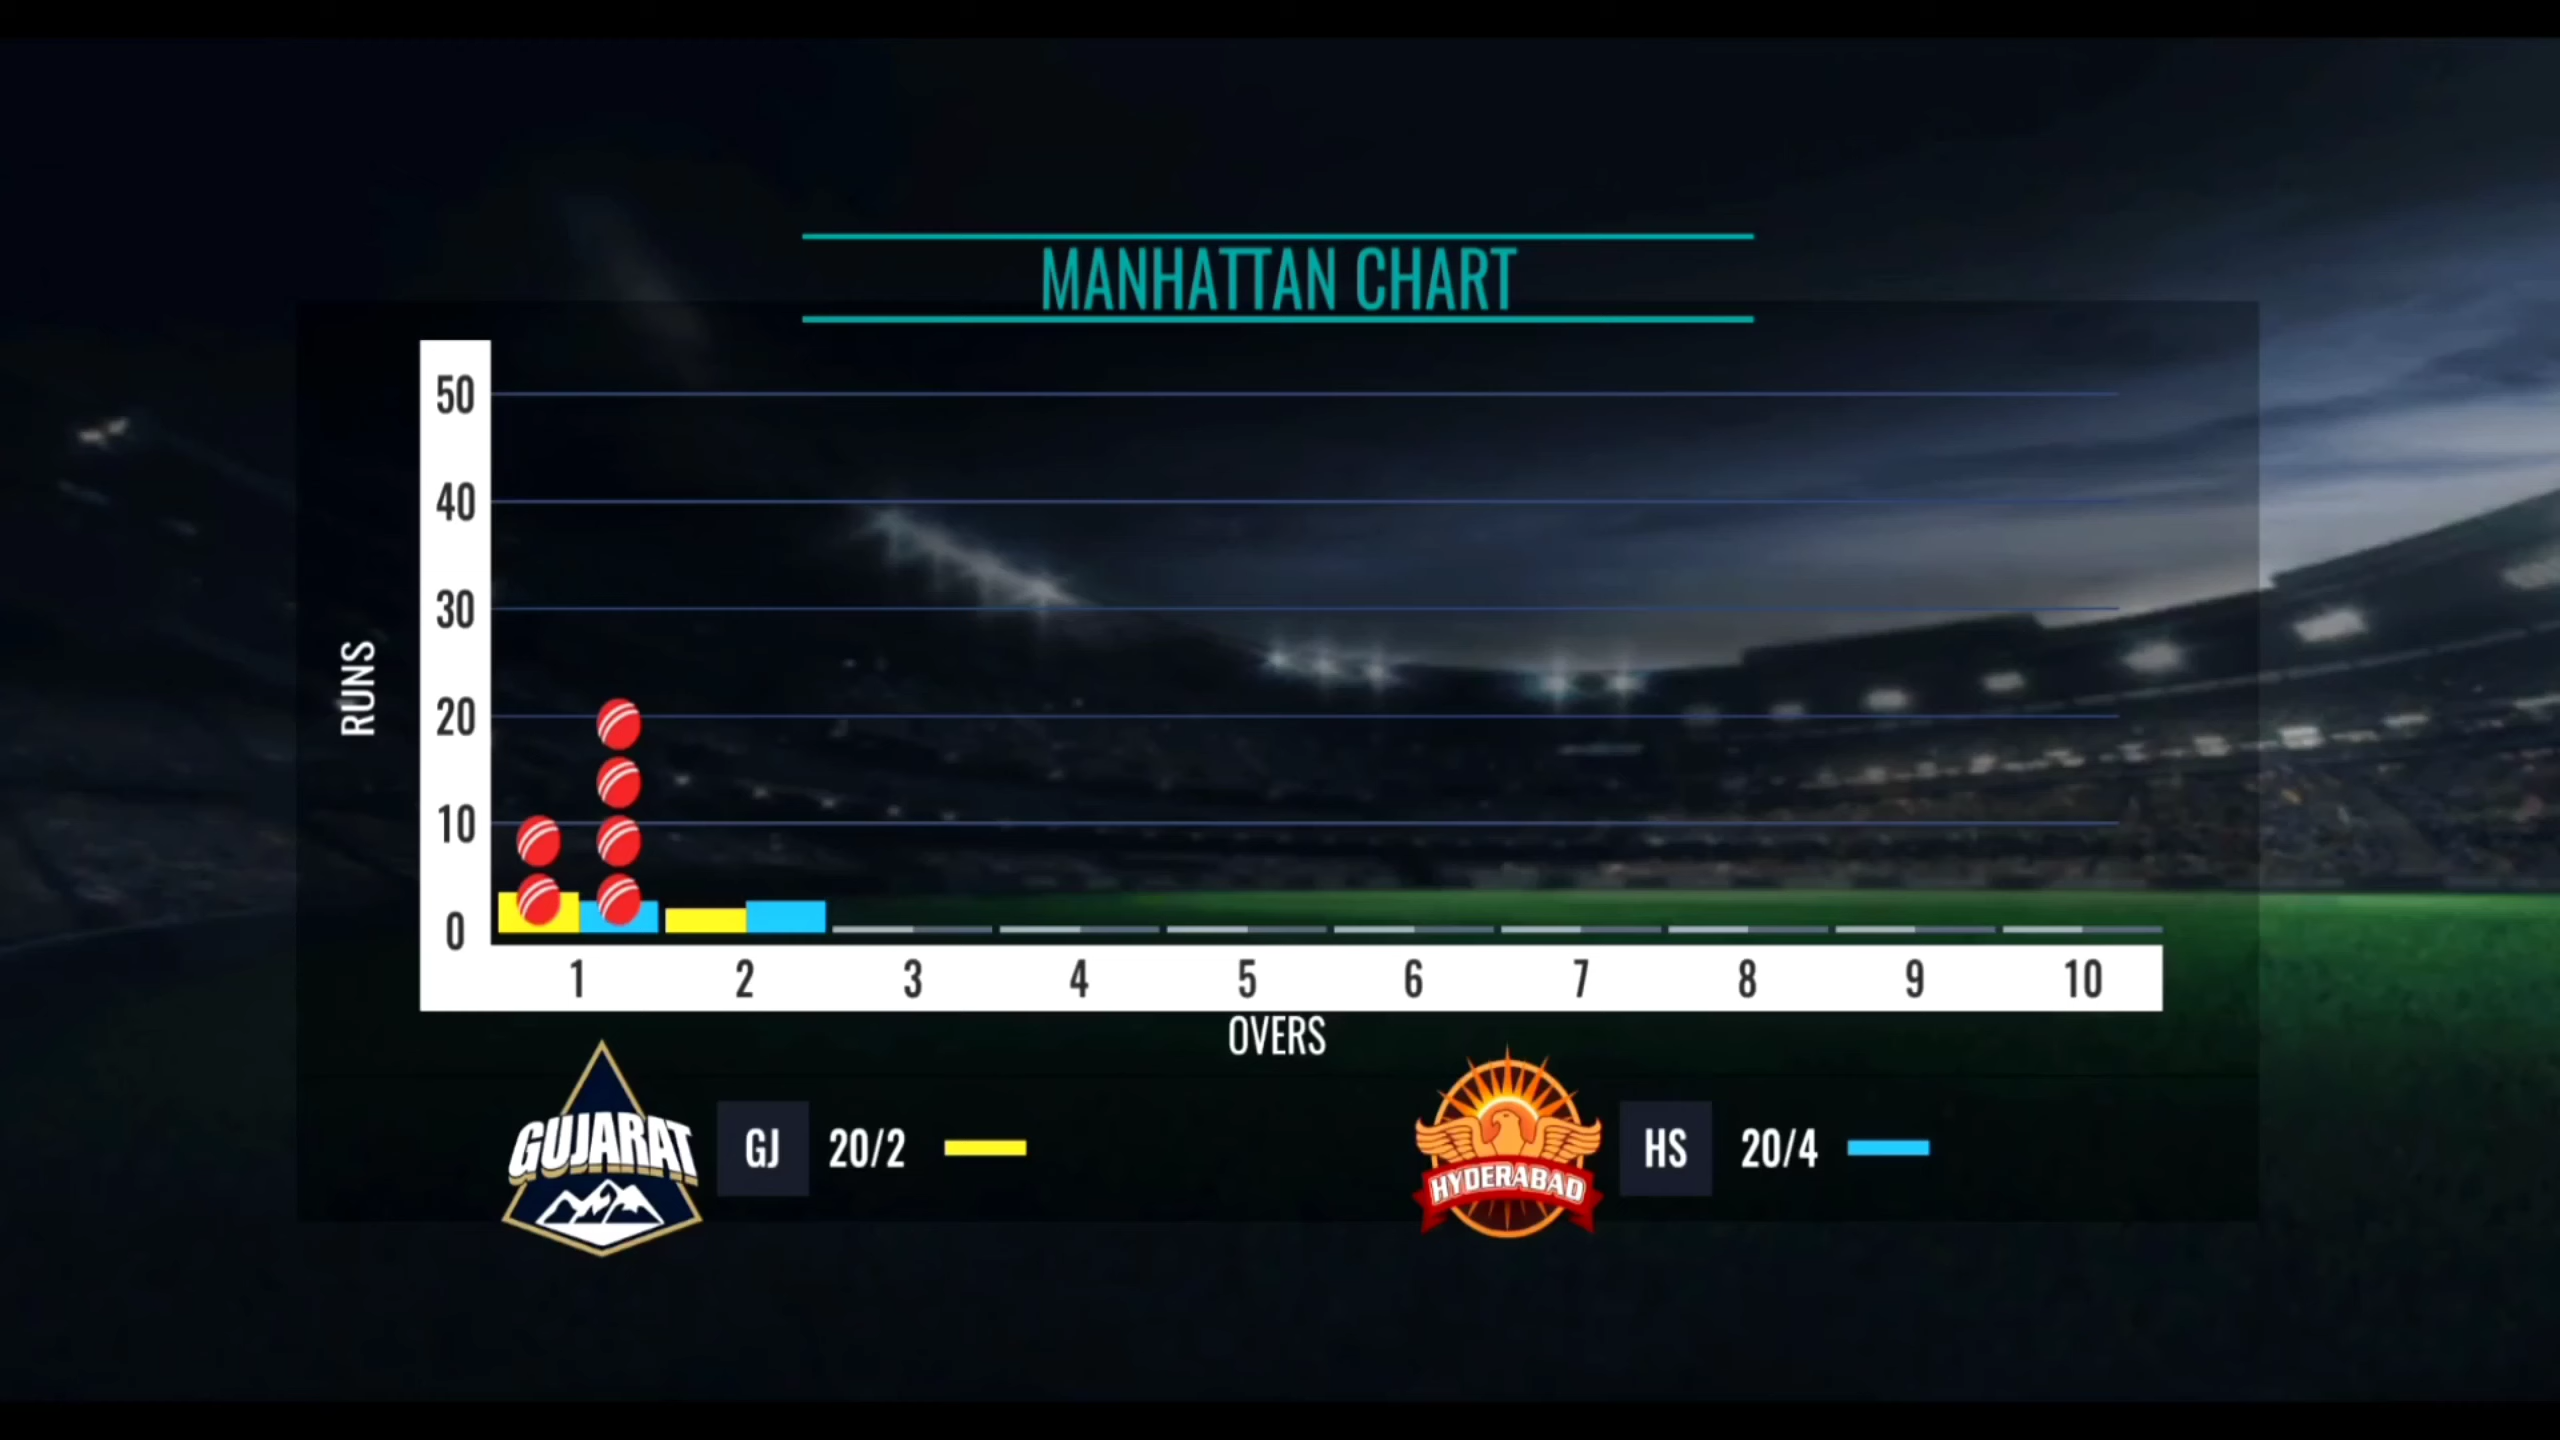 MANHATTAN CHART
50
40
30
20
10
0
RUNS
1 2 3 4 5 6 7 8 9 10
OVERS
GUJARAT GJ 20/2
HYDERABAD HS 20/4